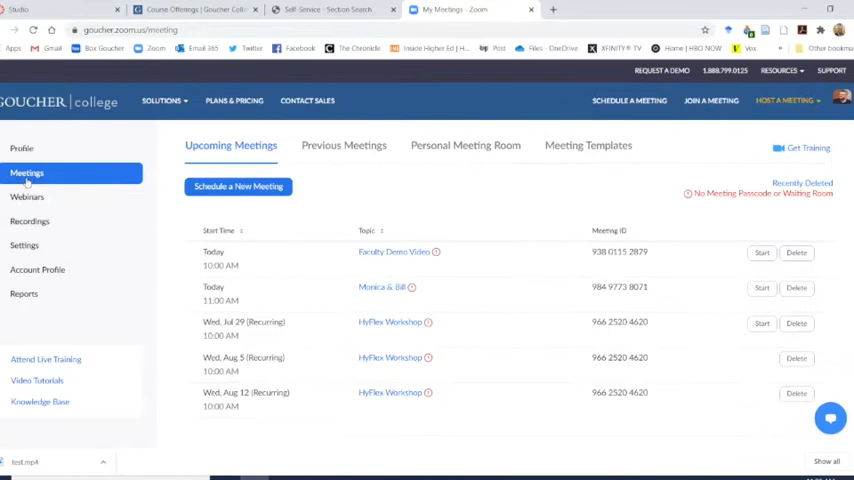 Studio
Course Offerings | Goucher Colle
Self-Service - Section Search
My Meetings - Zoom
goucher.zoom.us/meeting
Apps Gmail Box Goucher Zoom Email 365 Twitter Facebook The Chronicle Inside Higher Ed | H... Post Files - OneDrive XFINITY® TV Home | HBO NOW Vox Other bookma
REQUEST A DEMO 1.888.799.0125 RESOURCES SUPPORT
GOUCHER | college SOLUTIONS PLANS & PRICING CONTACT SALES SCHEDULE A MEETING JOIN A MEETING HOST A MEETING
Profile
Meetings
Webinars
Recordings
Settings
Account Profile
Reports
Attend Live Training
Video Tutorials
Knowledge Base
Upcoming Meetings Previous Meetings Personal Meeting Room Meeting Templates Get Training
Schedule a New Meeting
Recently Deleted
No Meeting Passcode or Waiting Room
Start Time Topic Meeting ID
Today Faculty Demo Video 938 0115 2879 Start Delete
10:00 AM
Today Monica & Bill 984 9773 8071 Start Delete
11:00 AM
Wed, Jul 29 (Recurring) HyFlex Workshop 966 2520 4620 Start Delete
10:00 AM
Wed, Aug 5 (Recurring) HyFlex Workshop 966 2520 4620 Delete
10:00 AM
Wed, Aug 12 (Recurring) HyFlex Workshop 966 2520 4620 Delete
10:00 AM
test.mp4
Show all